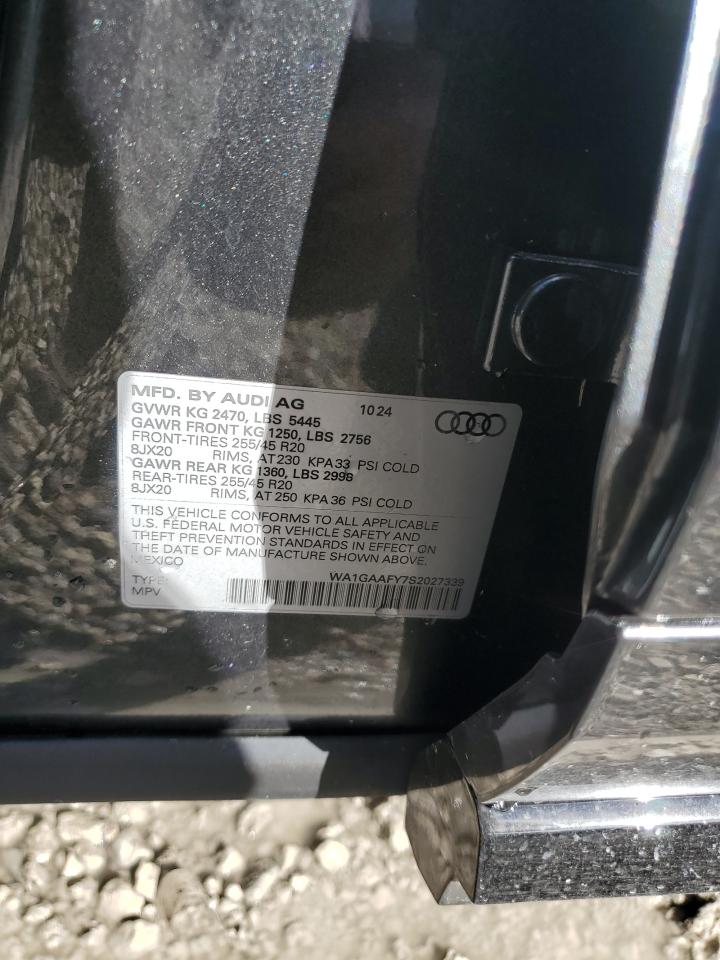 MFD. BY AUDI AG 10 24
GVWR KG 2470, LBS 5445
GAWR FRONT KG 1250, LBS 2756
FRONT-TIRES 255/45 R20
8JX20 RIMS, AT 230 KPA 33 PSI COLD
GAWR REAR KG 1360, LBS 2998
REAR-TIRES 255/45 R20
8JX20 RIMS, AT 250 KPA 36 PSI COLD
THIS VEHICLE CONFORMS TO ALL APPLICABLE
U.S. FEDERAL MOTOR VEHICLE SAFETY AND
THEFT PREVENTION STANDARDS IN EFFECT ON
THE DATE OF MANUFACTURE SHOWN ABOVE.
MEXICO
TYPE: WA1GAAFY7S2027339
MPV